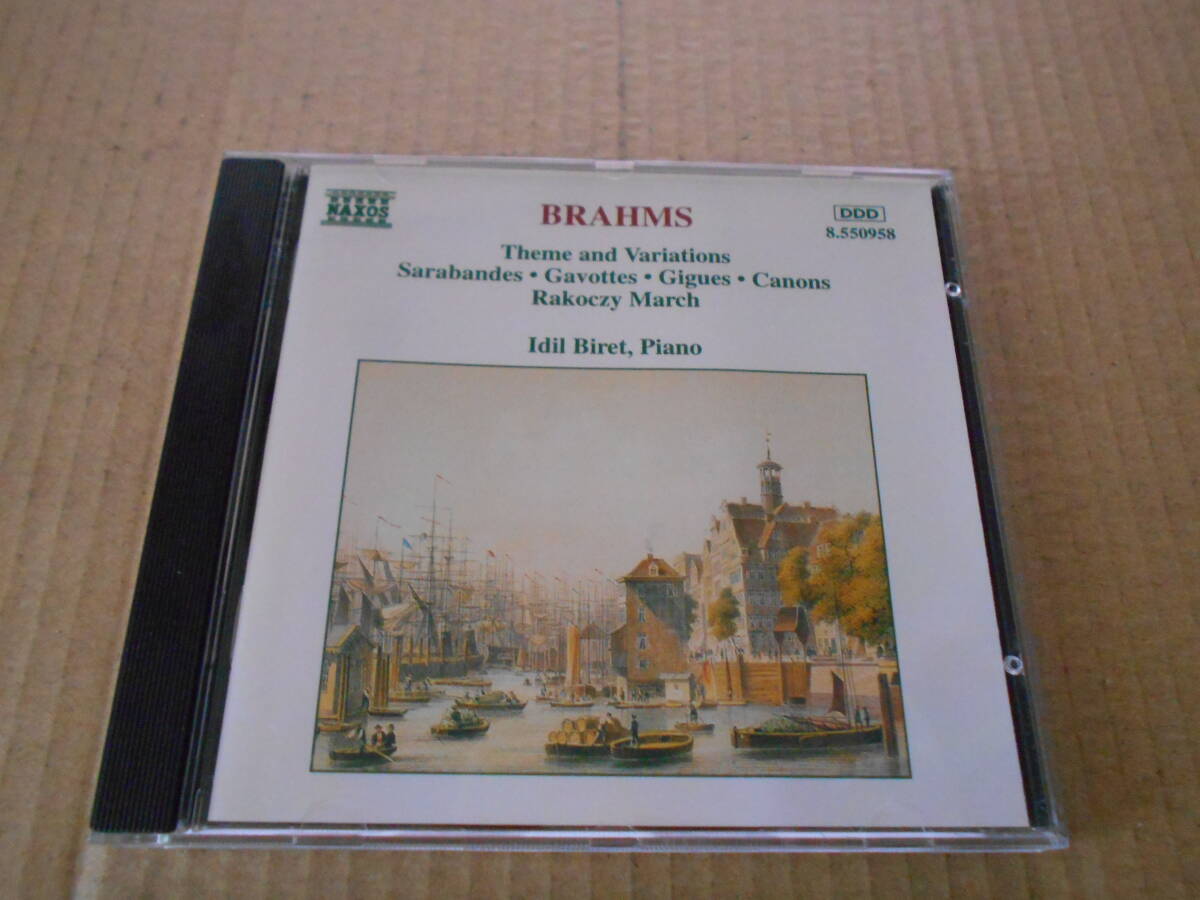 NAXOS
BRAHMS
DDD
8.550958
Theme and Variations
Sarabandes • Gavottes • Gigues • Canons
Rakoczy March
Idil Biret, Piano